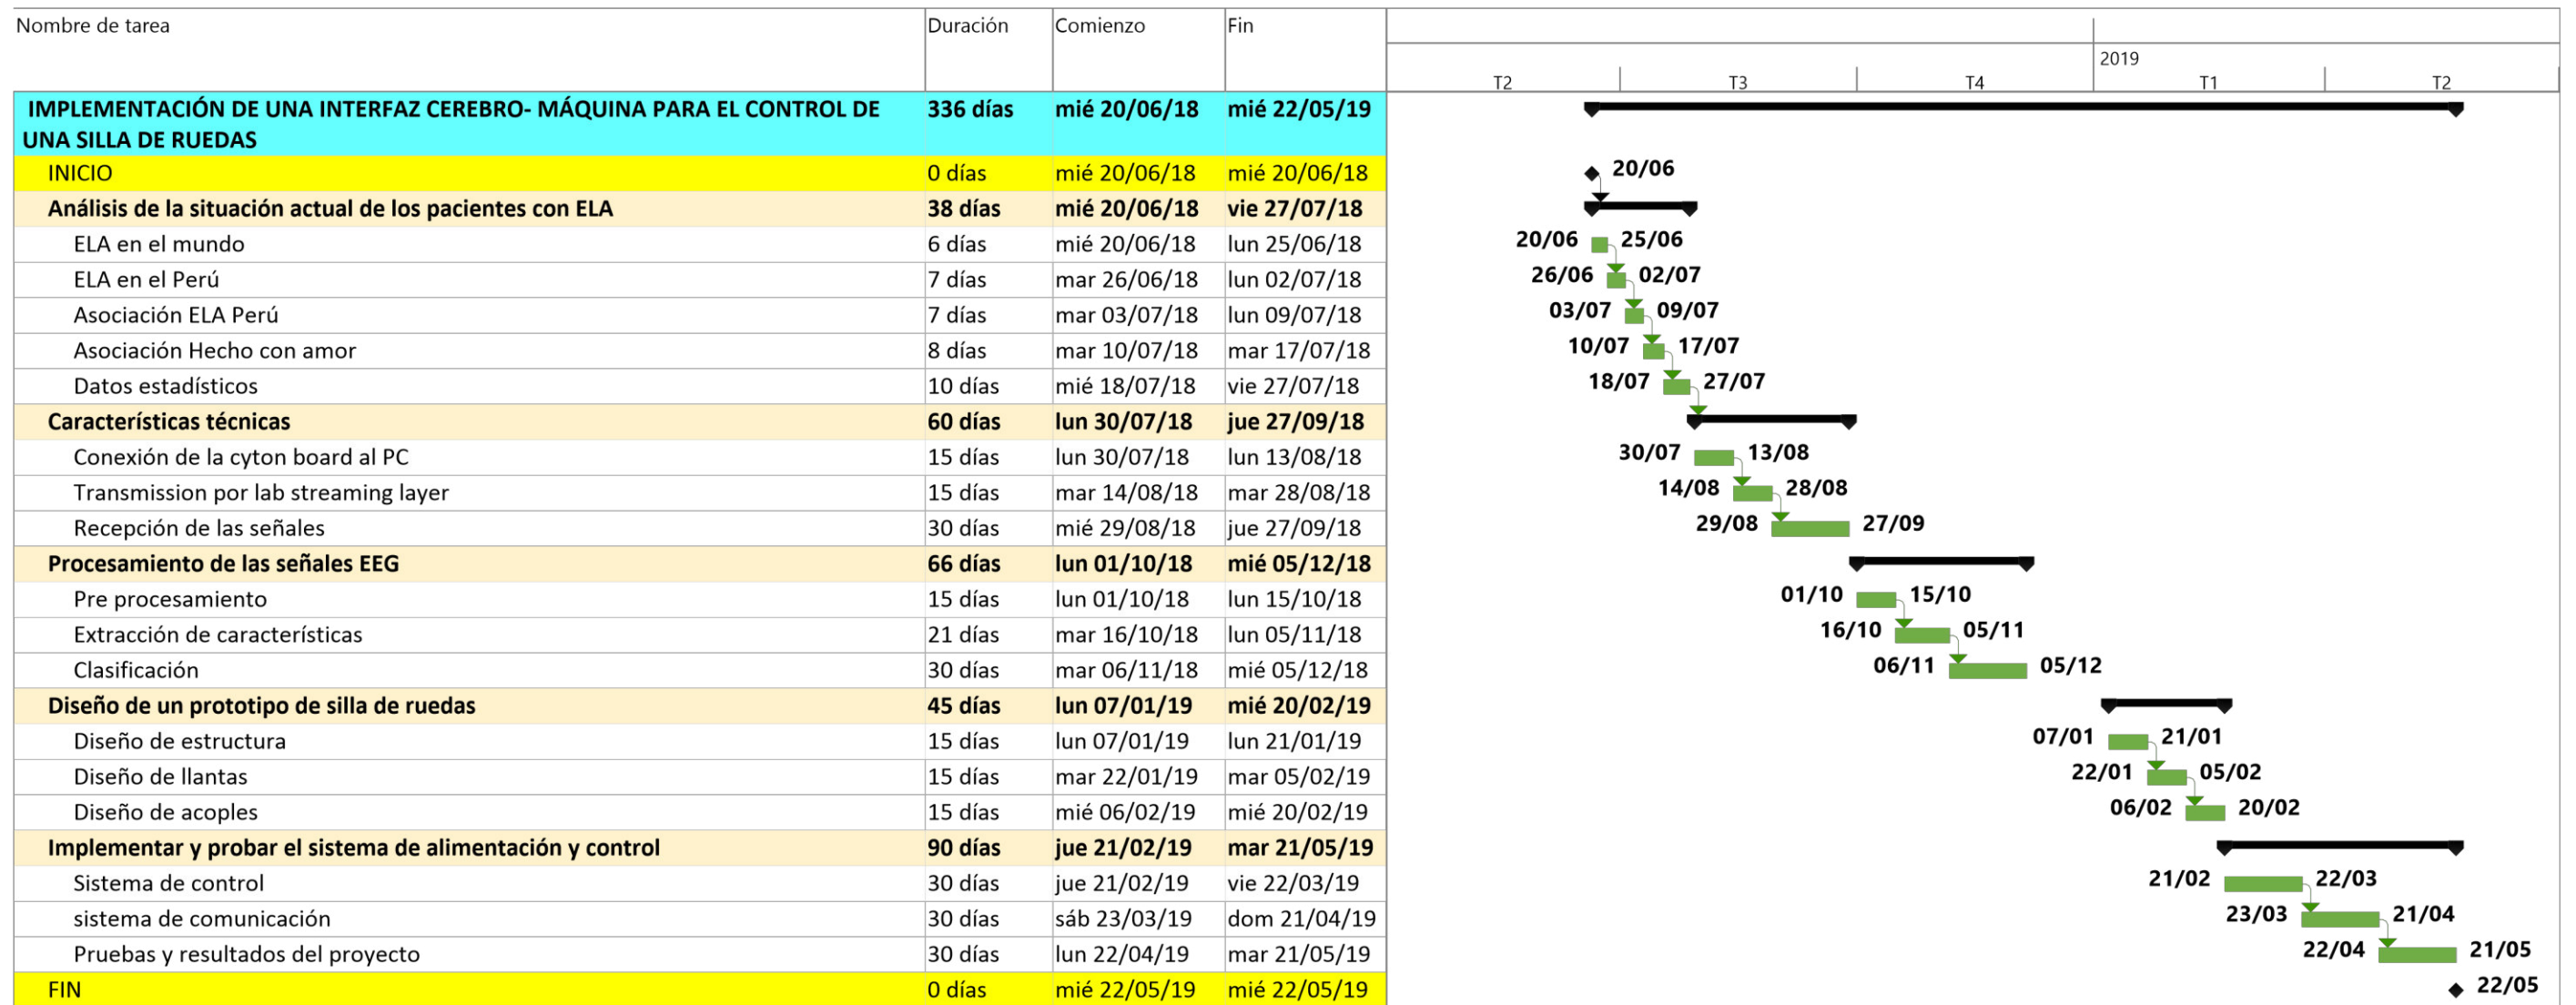 Nombre de tarea Duración Comienzo Fin
2019
T2 T3 T4 T1 T2
IMPLEMENTACIÓN DE UNA INTERFAZ CEREBRO- MÁQUINA PARA EL CONTROL DE 336 días mié 20/06/18 mié 22/05/19
UNA SILLA DE RUEDAS
INICIO 0 días mié 20/06/18 mié 20/06/18 20/06
Análisis de la situación actual de los pacientes con ELA 38 días mié 20/06/18 vie 27/07/18
ELA en el mundo 6 días mié 20/06/18 lun 25/06/18 20/06 25/06
ELA en el Perú 7 días mar 26/06/18 lun 02/07/18 26/06 02/07
Asociación ELA Perú 7 días mar 03/07/18 lun 09/07/18 03/07 09/07
Asociación Hecho con amor 8 días mar 10/07/18 mar 17/07/18 10/07 17/07
Datos estadísticos 10 días mié 18/07/18 vie 27/07/18 18/07 27/07
Características técnicas 60 días lun 30/07/18 jue 27/09/18
Conexión de la cyton board al PC 15 días lun 30/07/18 lun 13/08/18 30/07 13/08
Transmission por lab streaming layer 15 días mar 14/08/18 mar 28/08/18 14/08 28/08
Recepción de las señales 30 días mié 29/08/18 jue 27/09/18 29/08 27/09
Procesamiento de las señales EEG 66 días lun 01/10/18 mié 05/12/18
Pre procesamiento 15 días lun 01/10/18 lun 15/10/18 01/10 15/10
Extracción de características 21 días mar 16/10/18 lun 05/11/18 16/10 05/11
Clasificación 30 días mar 06/11/18 mié 05/12/18 06/11 05/12
Diseño de un prototipo de silla de ruedas 45 días lun 07/01/19 mié 20/02/19
Diseño de estructura 15 días lun 07/01/19 lun 21/01/19 07/01 21/01
Diseño de llantas 15 días mar 22/01/19 mar 05/02/19 22/01 05/02
Diseño de acoples 15 días mié 06/02/19 mié 20/02/19 06/02 20/02
Implementar y probar el sistema de alimentación y control 90 días jue 21/02/19 mar 21/05/19
Sistema de control 30 días jue 21/02/19 vie 22/03/19 21/02 22/03
sistema de comunicación 30 días sáb 23/03/19 dom 21/04/19 23/03 21/04
Pruebas y resultados del proyecto 30 días lun 22/04/19 mar 21/05/19 22/04 21/05
FIN 0 días mié 22/05/19 mié 22/05/19 22/05